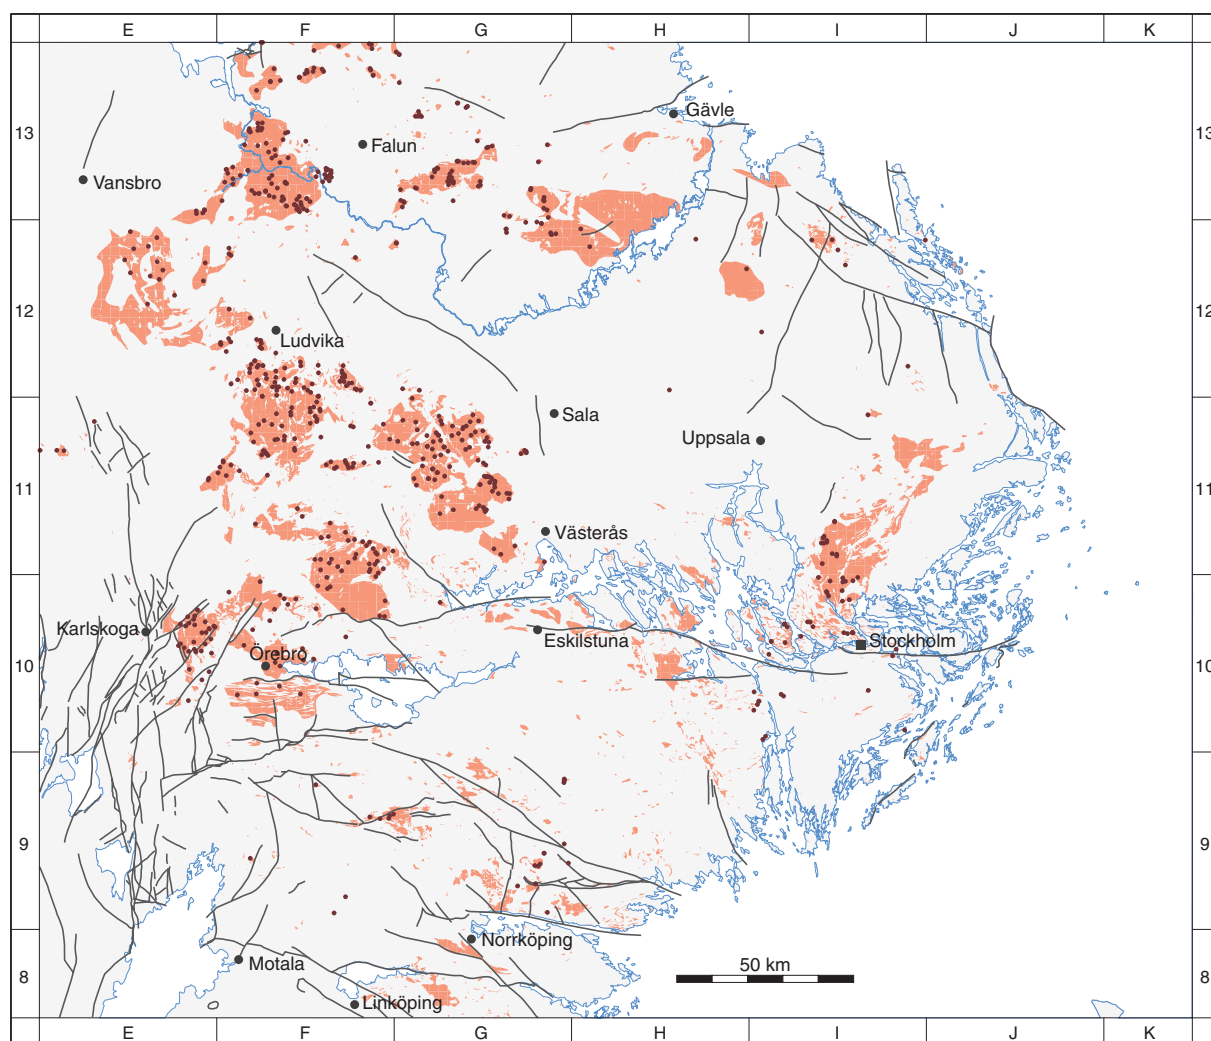 E F G H I J K
13 13
Gävle
Falun
Vansbro
12 12
Ludvika
Sala
Uppsala
11 11
Västerås
Karlskoga
Eskilstuna
Stockholm
Örebro
10 10
9 9
Norrköping
Motala
50 km
8 8
Linköping
E F G H I J K